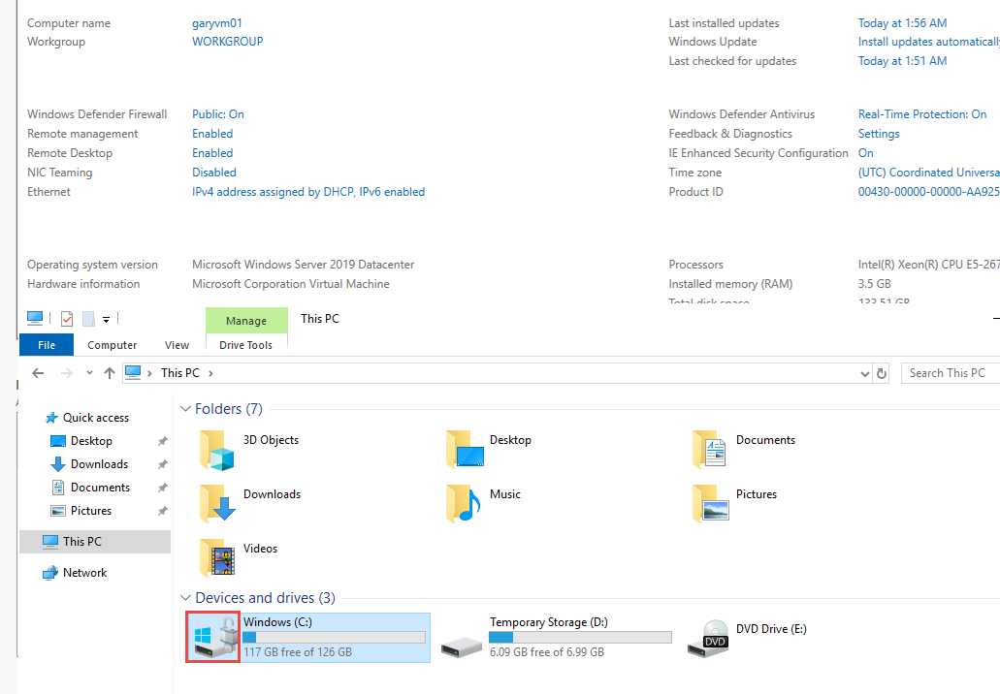 Computer name garyvm01 Last installed updates Today at 1:56 AM
Workgroup WORKGROUP Windows Update Install updates automatically
Last checked for updates Today at 1:51 AM
Windows Defender Firewall Public: On Windows Defender Antivirus Real-Time Protection: On
Remote management Enabled Feedback & Diagnostics Settings
Remote Desktop Enabled IE Enhanced Security Configuration On
NIC Teaming Disabled Time zone (UTC) Coordinated Universa
Ethernet IPv4 address assigned by DHCP, IPv6 enabled Product ID 00430-00000-00000-AA925
Operating system version Microsoft Windows Server 2019 Datacenter Processors Intel(R) Xeon(R) CPU E5-267
Hardware information Microsoft Corporation Virtual Machine Installed memory (RAM) 3.5 GB
Total disk space 133.51 GB
Manage This PC
File Computer View Drive Tools
This PC Search This PC
Quick access
Desktop
Downloads
Documents
Pictures
This PC
Network
Folders (7)
3D Objects Desktop Documents
Downloads Music Pictures
Videos
Devices and drives (3)
Windows (C:) Temporary Storage (D:) DVD Drive (E:)
DVD
117 GB free of 126 GB 6.09 GB free of 6.99 GB